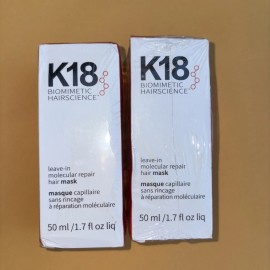 K18
BIOMIMETIC
HAIRSCIENCE
leave-in
molecular repair
hair mask
masque capillaire
sans rinçage
à réparation moléculaire
50 ml /1.7 fl oz liq
K18
BIOMIMETIC
HAIRSCIENCE
leave-in
molecular repair
hair mask
masque capillaire
sans rinçage
à réparation moléculaire
50 ml /1.7 fl oz liq